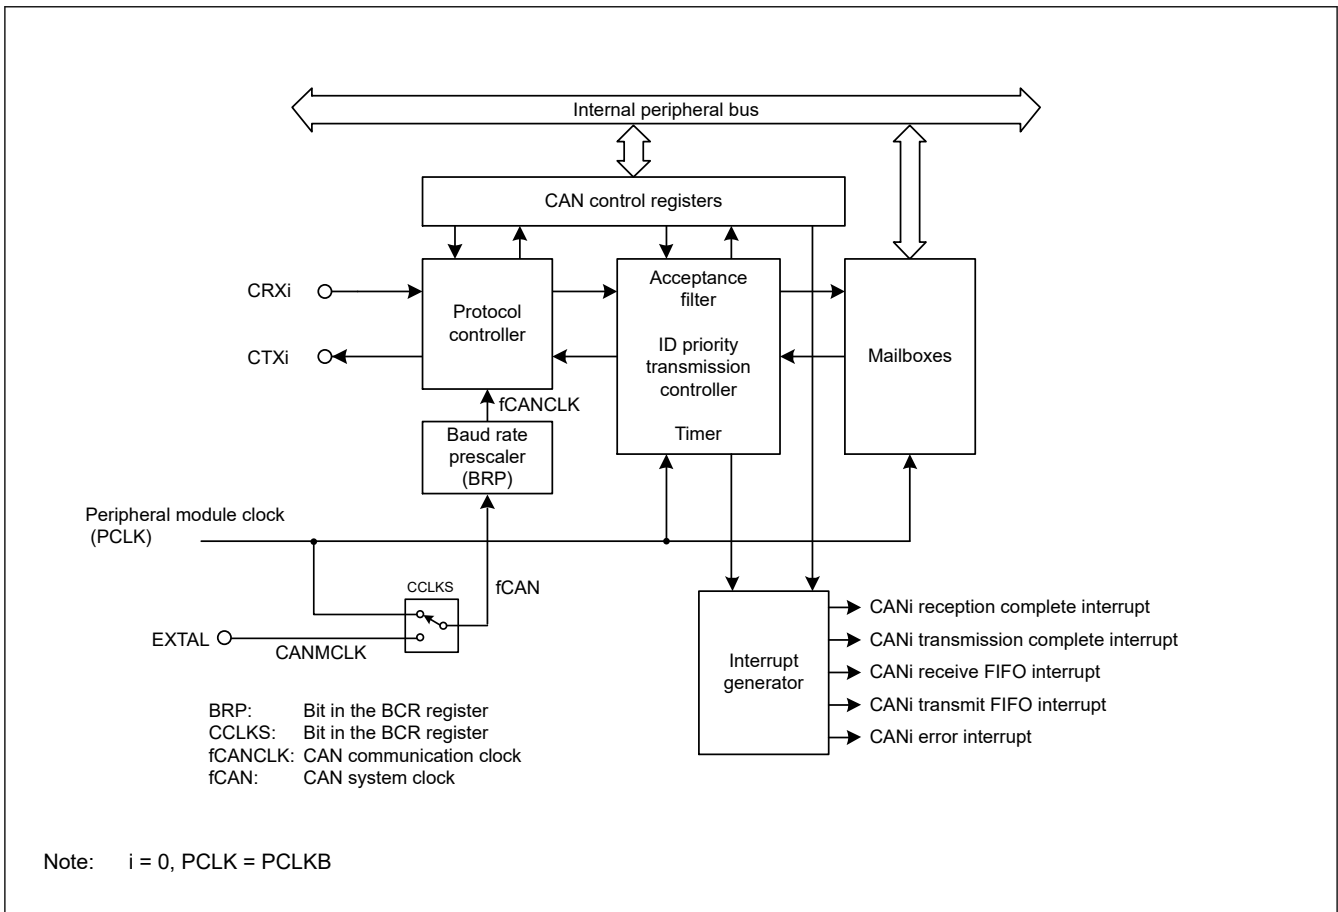 Internal peripheral bus
CAN control registers
CRXi
CTXi
Protocol
controller
Acceptance
filter
ID priority
transmission
controller
Timer
Mailboxes
fCANCLK
Baud rate
prescaler
(BRP)
Peripheral module clock
(PCLK)
CCLKS
fCAN
EXTAL
CANMCLK
Interrupt
generator
CANi reception complete interrupt
CANi transmission complete interrupt
CANi receive FIFO interrupt
CANi transmit FIFO interrupt
CANi error interrupt
BRP: Bit in the BCR register
CCLKS: Bit in the BCR register
fCANCLK: CAN communication clock
fCAN: CAN system clock
Note: i = 0, PCLK = PCLKB